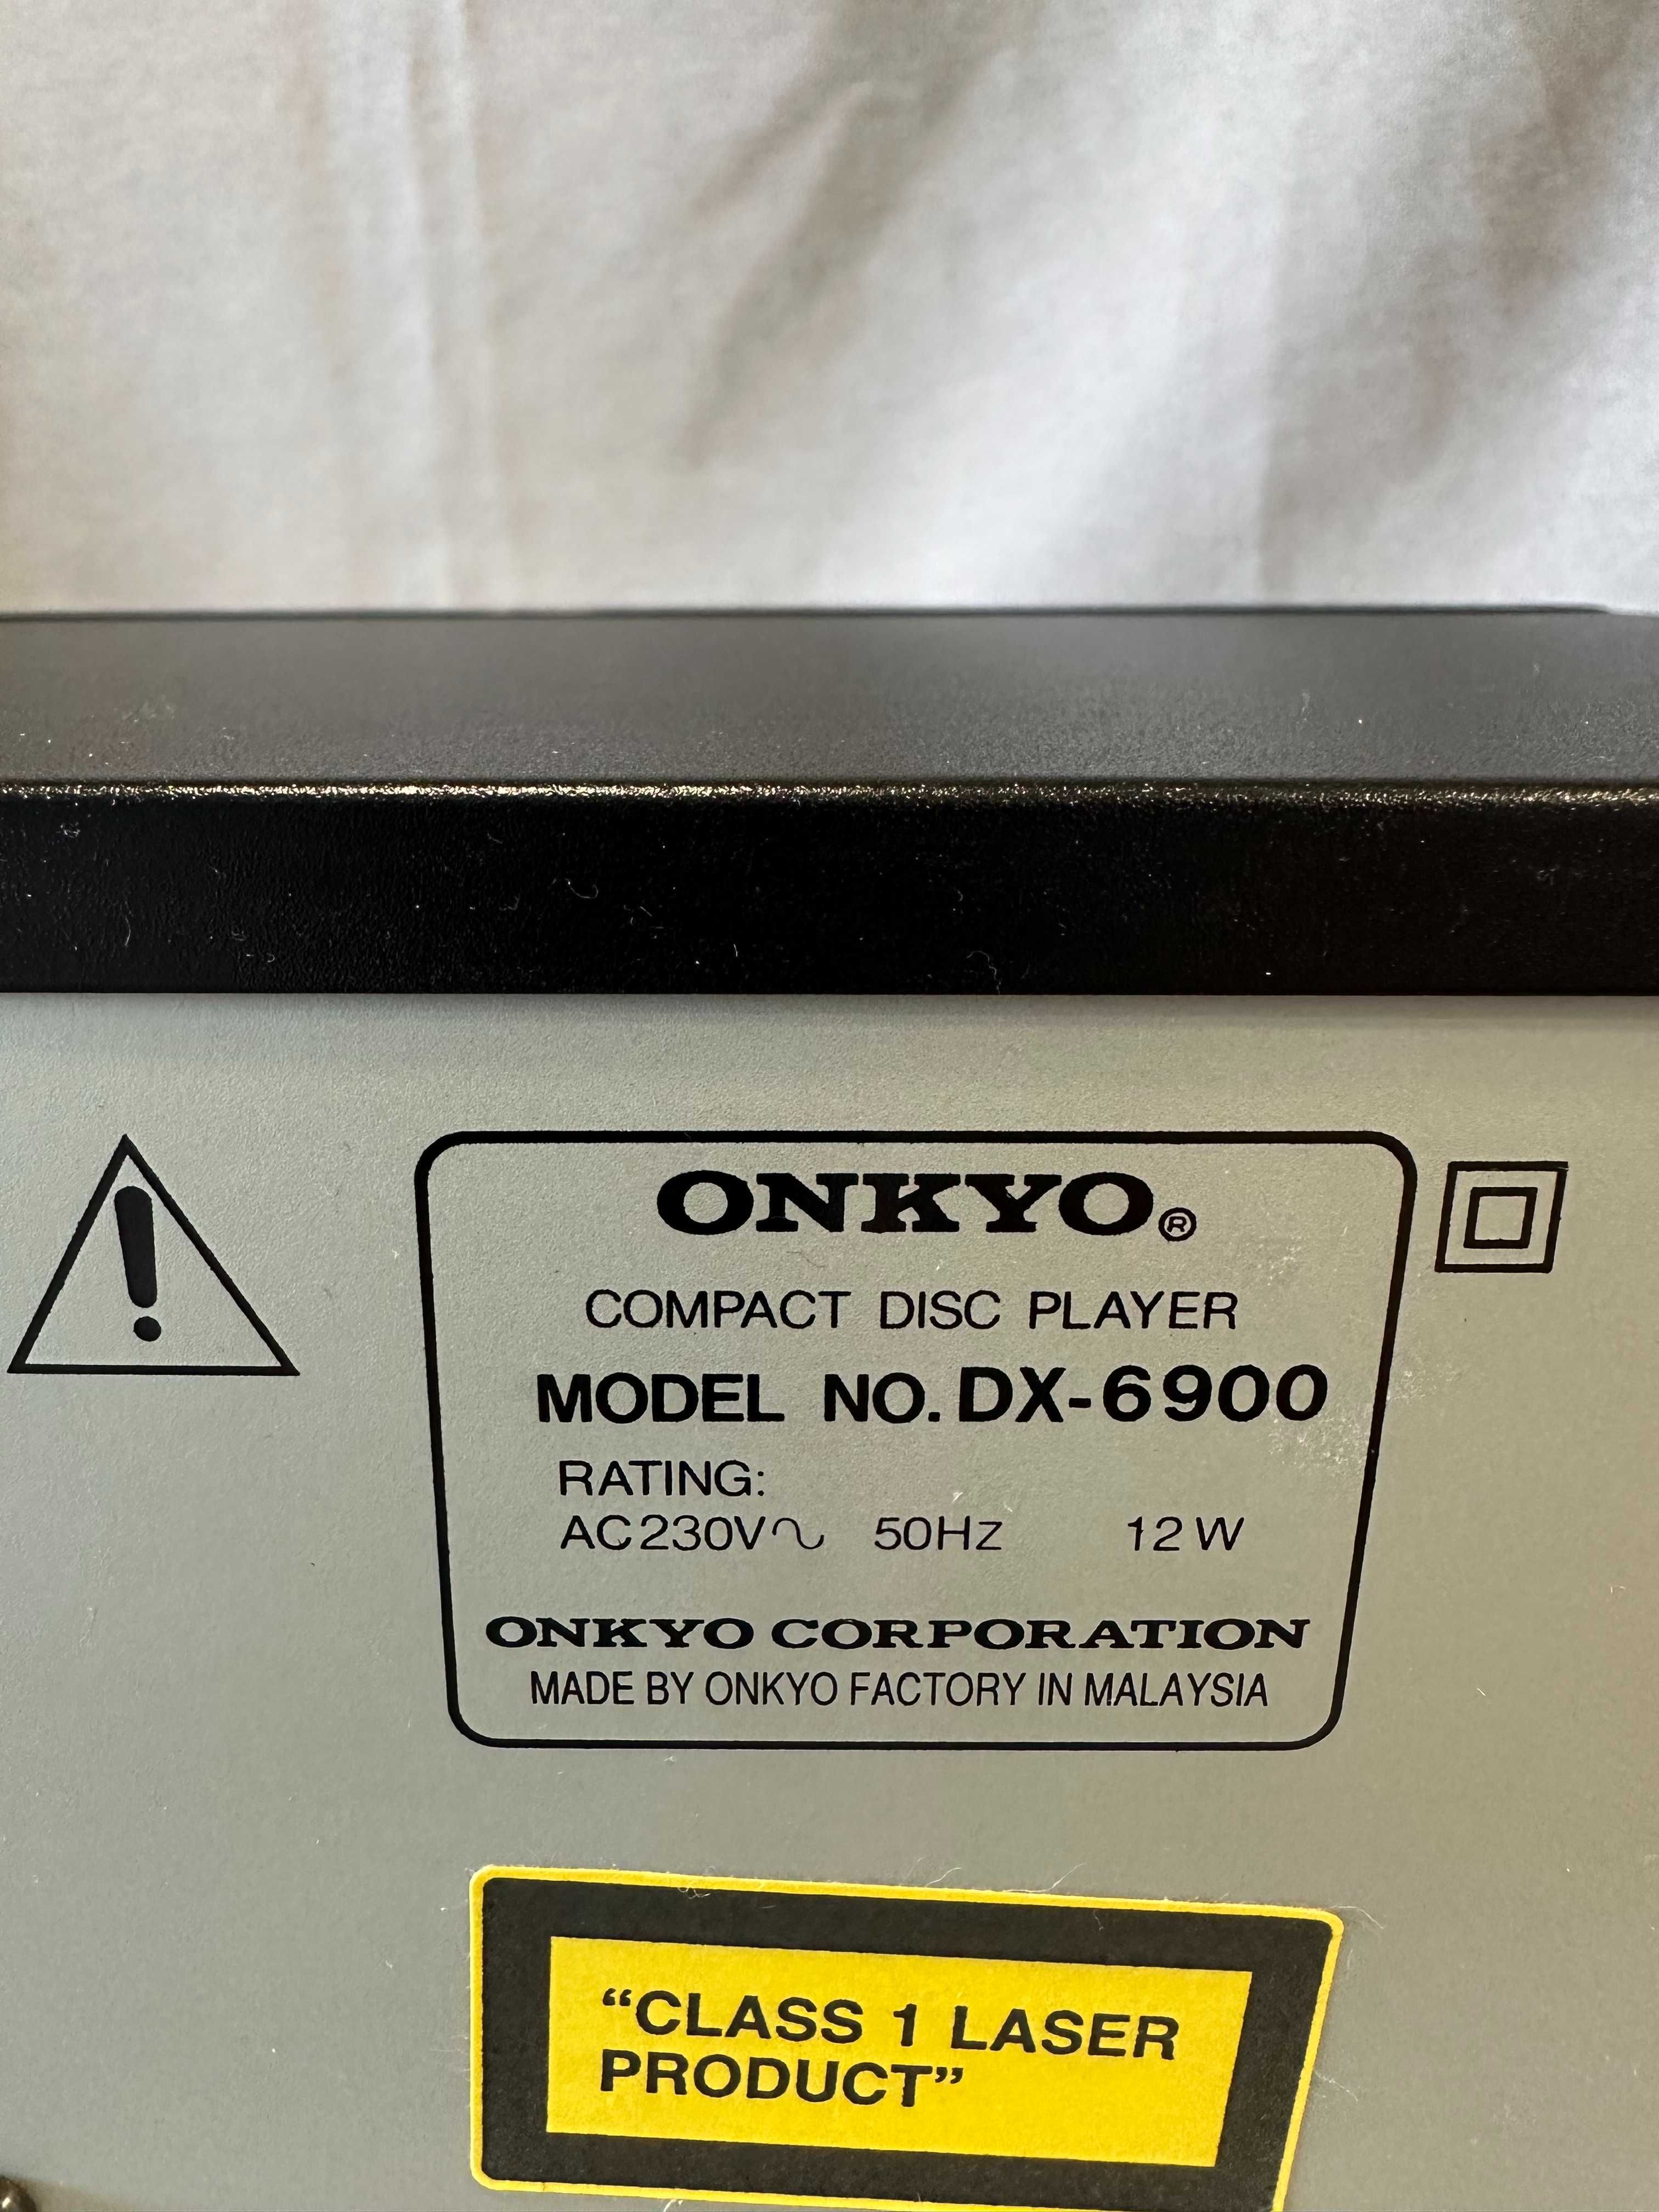 ONKYO®
COMPACT DISC PLAYER
MODEL NO. DX-6900
RATING:
AC230V∿ 50Hz 12W
ONKYO CORPORATION
MADE BY ONKYO FACTORY IN MALAYSIA
“CLASS 1 LASER
PRODUCT”